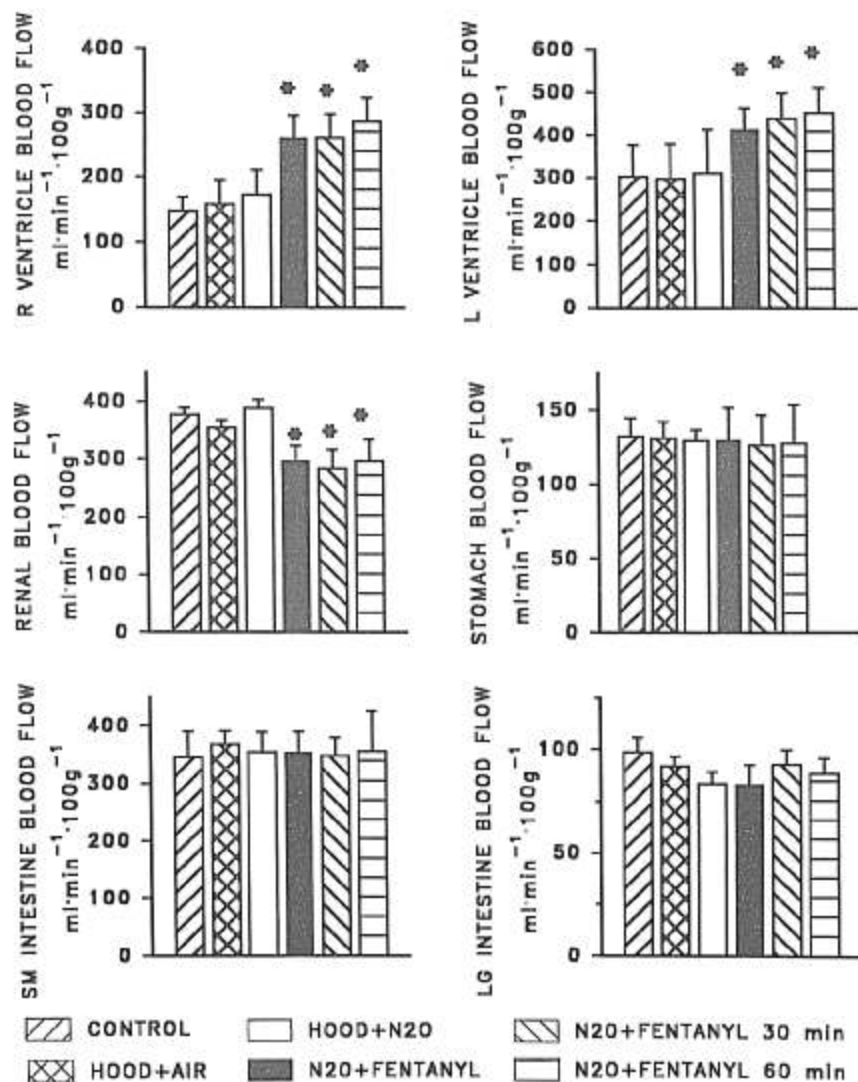 R VENTRICLE BLOOD FLOW
ml·min⁻¹·100g⁻¹
400
300
200
100
0
* * *
L VENTRICLE BLOOD FLOW
ml·min⁻¹·100g⁻¹
600
500
400
300
200
100
0
* * *
RENAL BLOOD FLOW
ml·min⁻¹·100g⁻¹
400
300
200
100
0
* * *
STOMACH BLOOD FLOW
ml·min⁻¹·100g⁻¹
150
100
50
0
SM INTESTINE BLOOD FLOW
ml·min⁻¹·100g⁻¹
400
300
200
100
0
LG INTESTINE BLOOD FLOW
ml·min⁻¹·100g⁻¹
100
50
0
CONTROL HOOD+N2O N2O+FENTANYL 30 min
HOOD+AIR N2O+FENTANYL N2O+FENTANYL 60 min